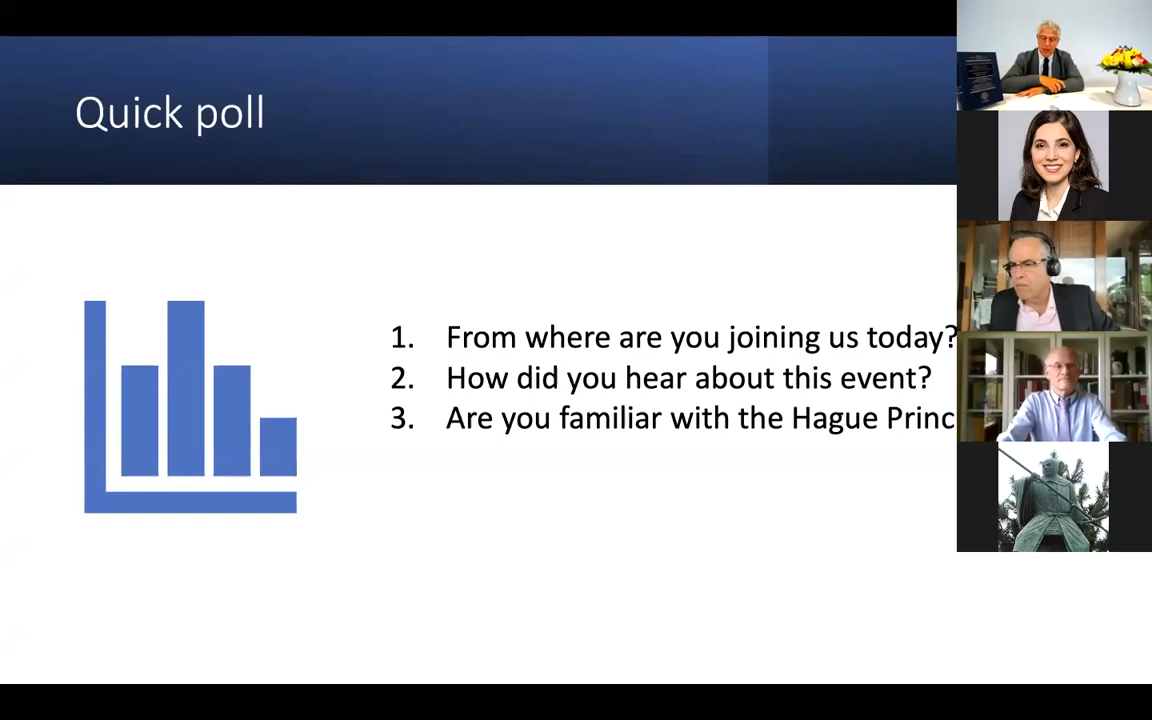 Quick poll
1. From where are you joining us today?
2. How did you hear about this event?
3. Are you familiar with the Hague Princ